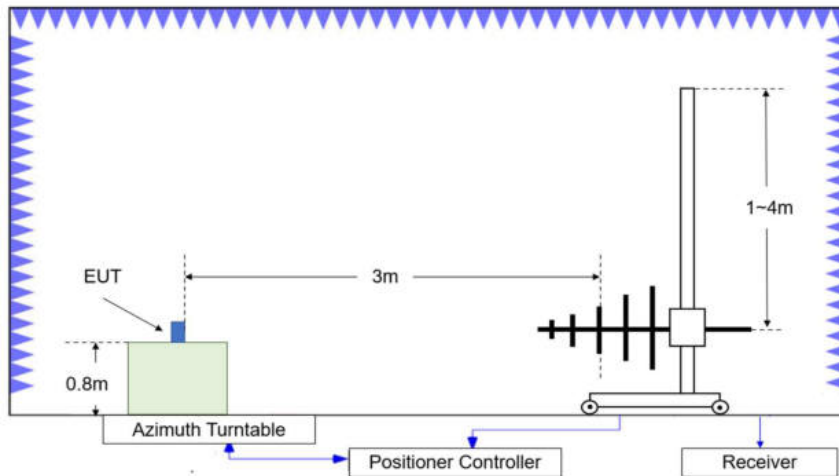 1~4m
EUT
3m
0.8m
Azimuth Turntable
Positioner Controller
Receiver